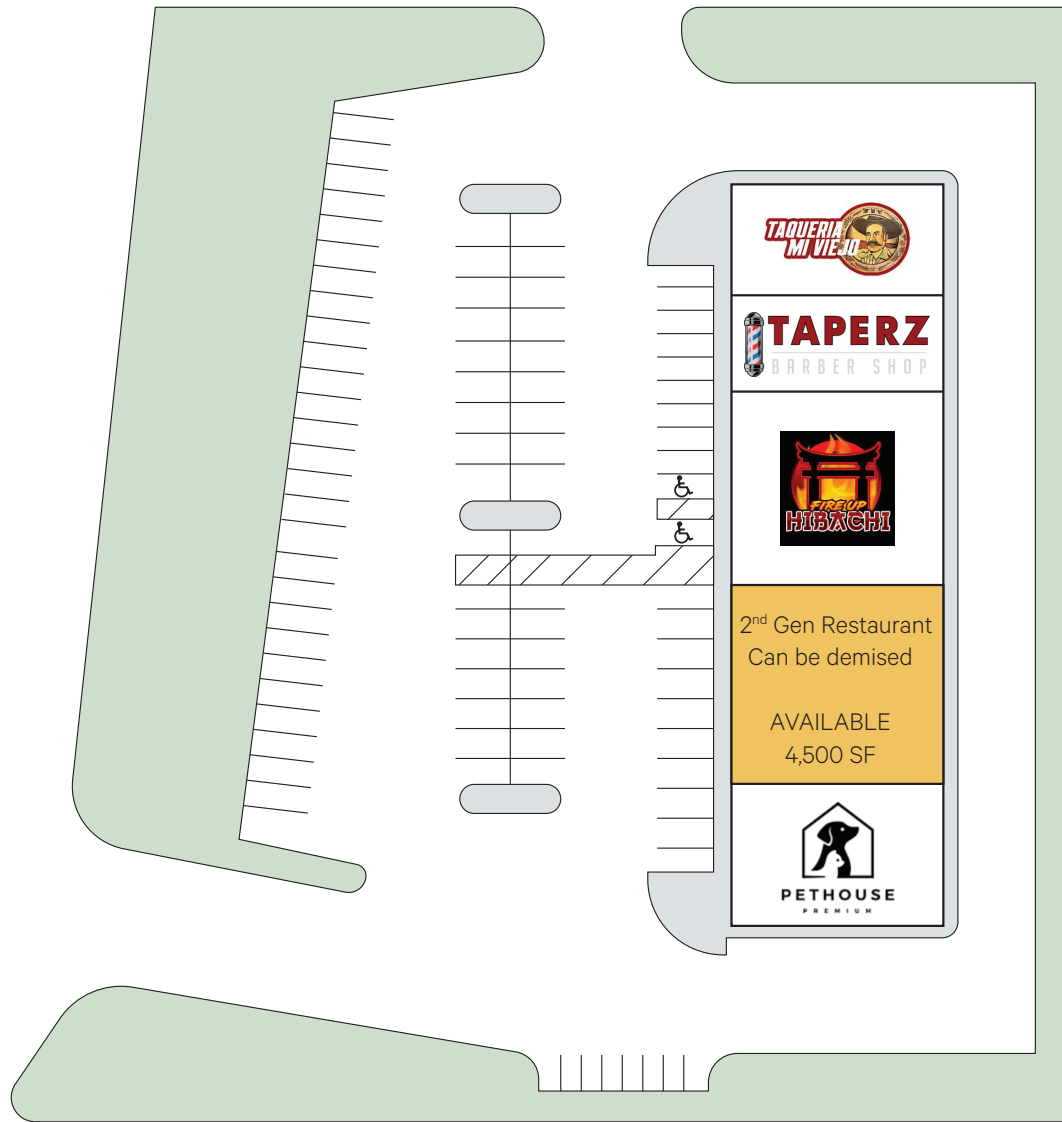 TAQUERIA
MI VIEJO
TAPERZ
BARBER SHOP
FIRE UP
HIBACHI
2nd Gen Restaurant
Can be demised
AVAILABLE
4,500 SF
PETHOUSE
PREMIUM